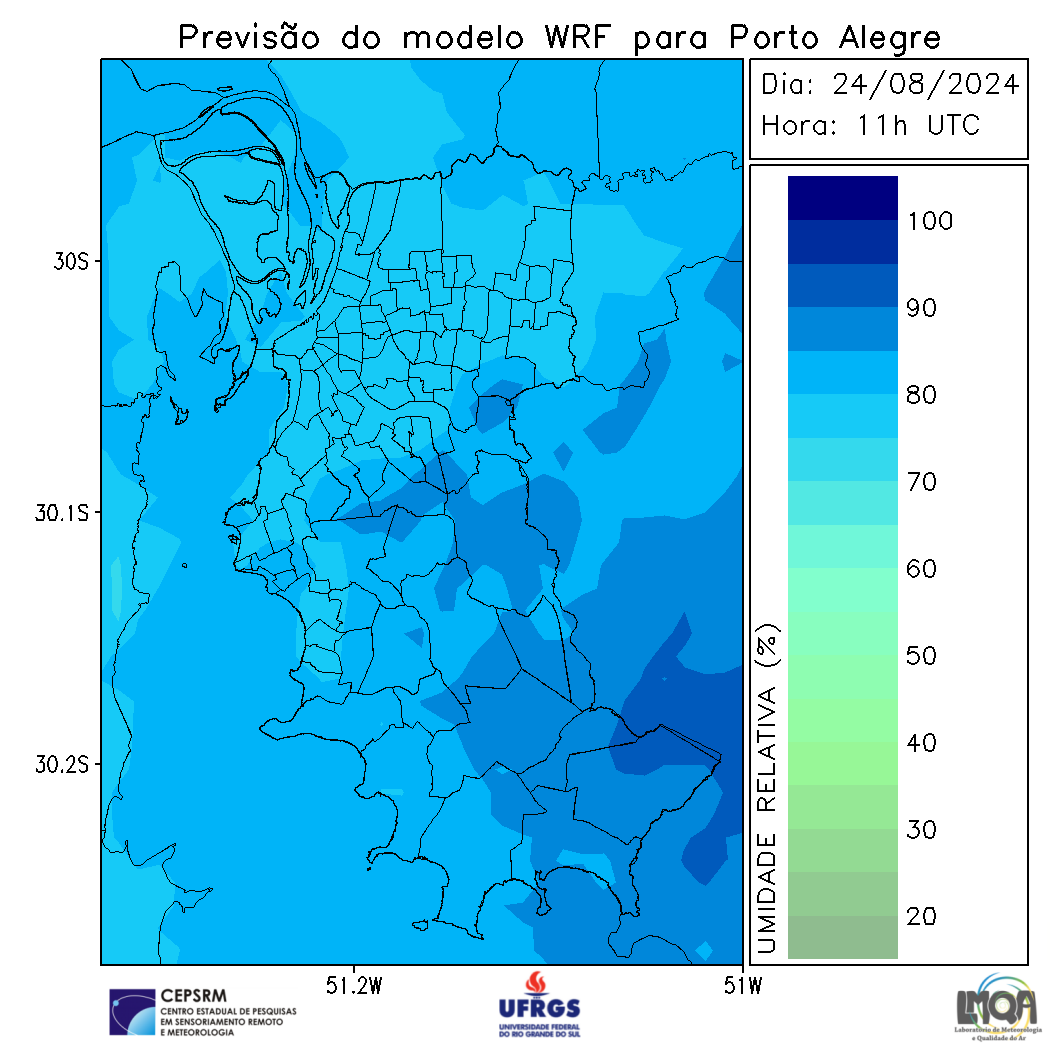 Previsão do modelo WRF para Porto Alegre
Dia: 24/08/2024
Hora: 11h UTC
30S
30.1S
30.2S
51.2W
51W
UMIDADE RELATIVA (%)
100
90
80
70
60
50
40
30
20
CEPSRM
CENTRO ESTADUAL DE PESQUISAS
EM SENSORIAMENTO REMOTO
E METEOROLOGIA
UFRGS
UNIVERSIDADE FEDERAL
DO RIO GRANDE DO SUL
LMQA
Laboratório de Meteorologia
e Qualidade do Ar